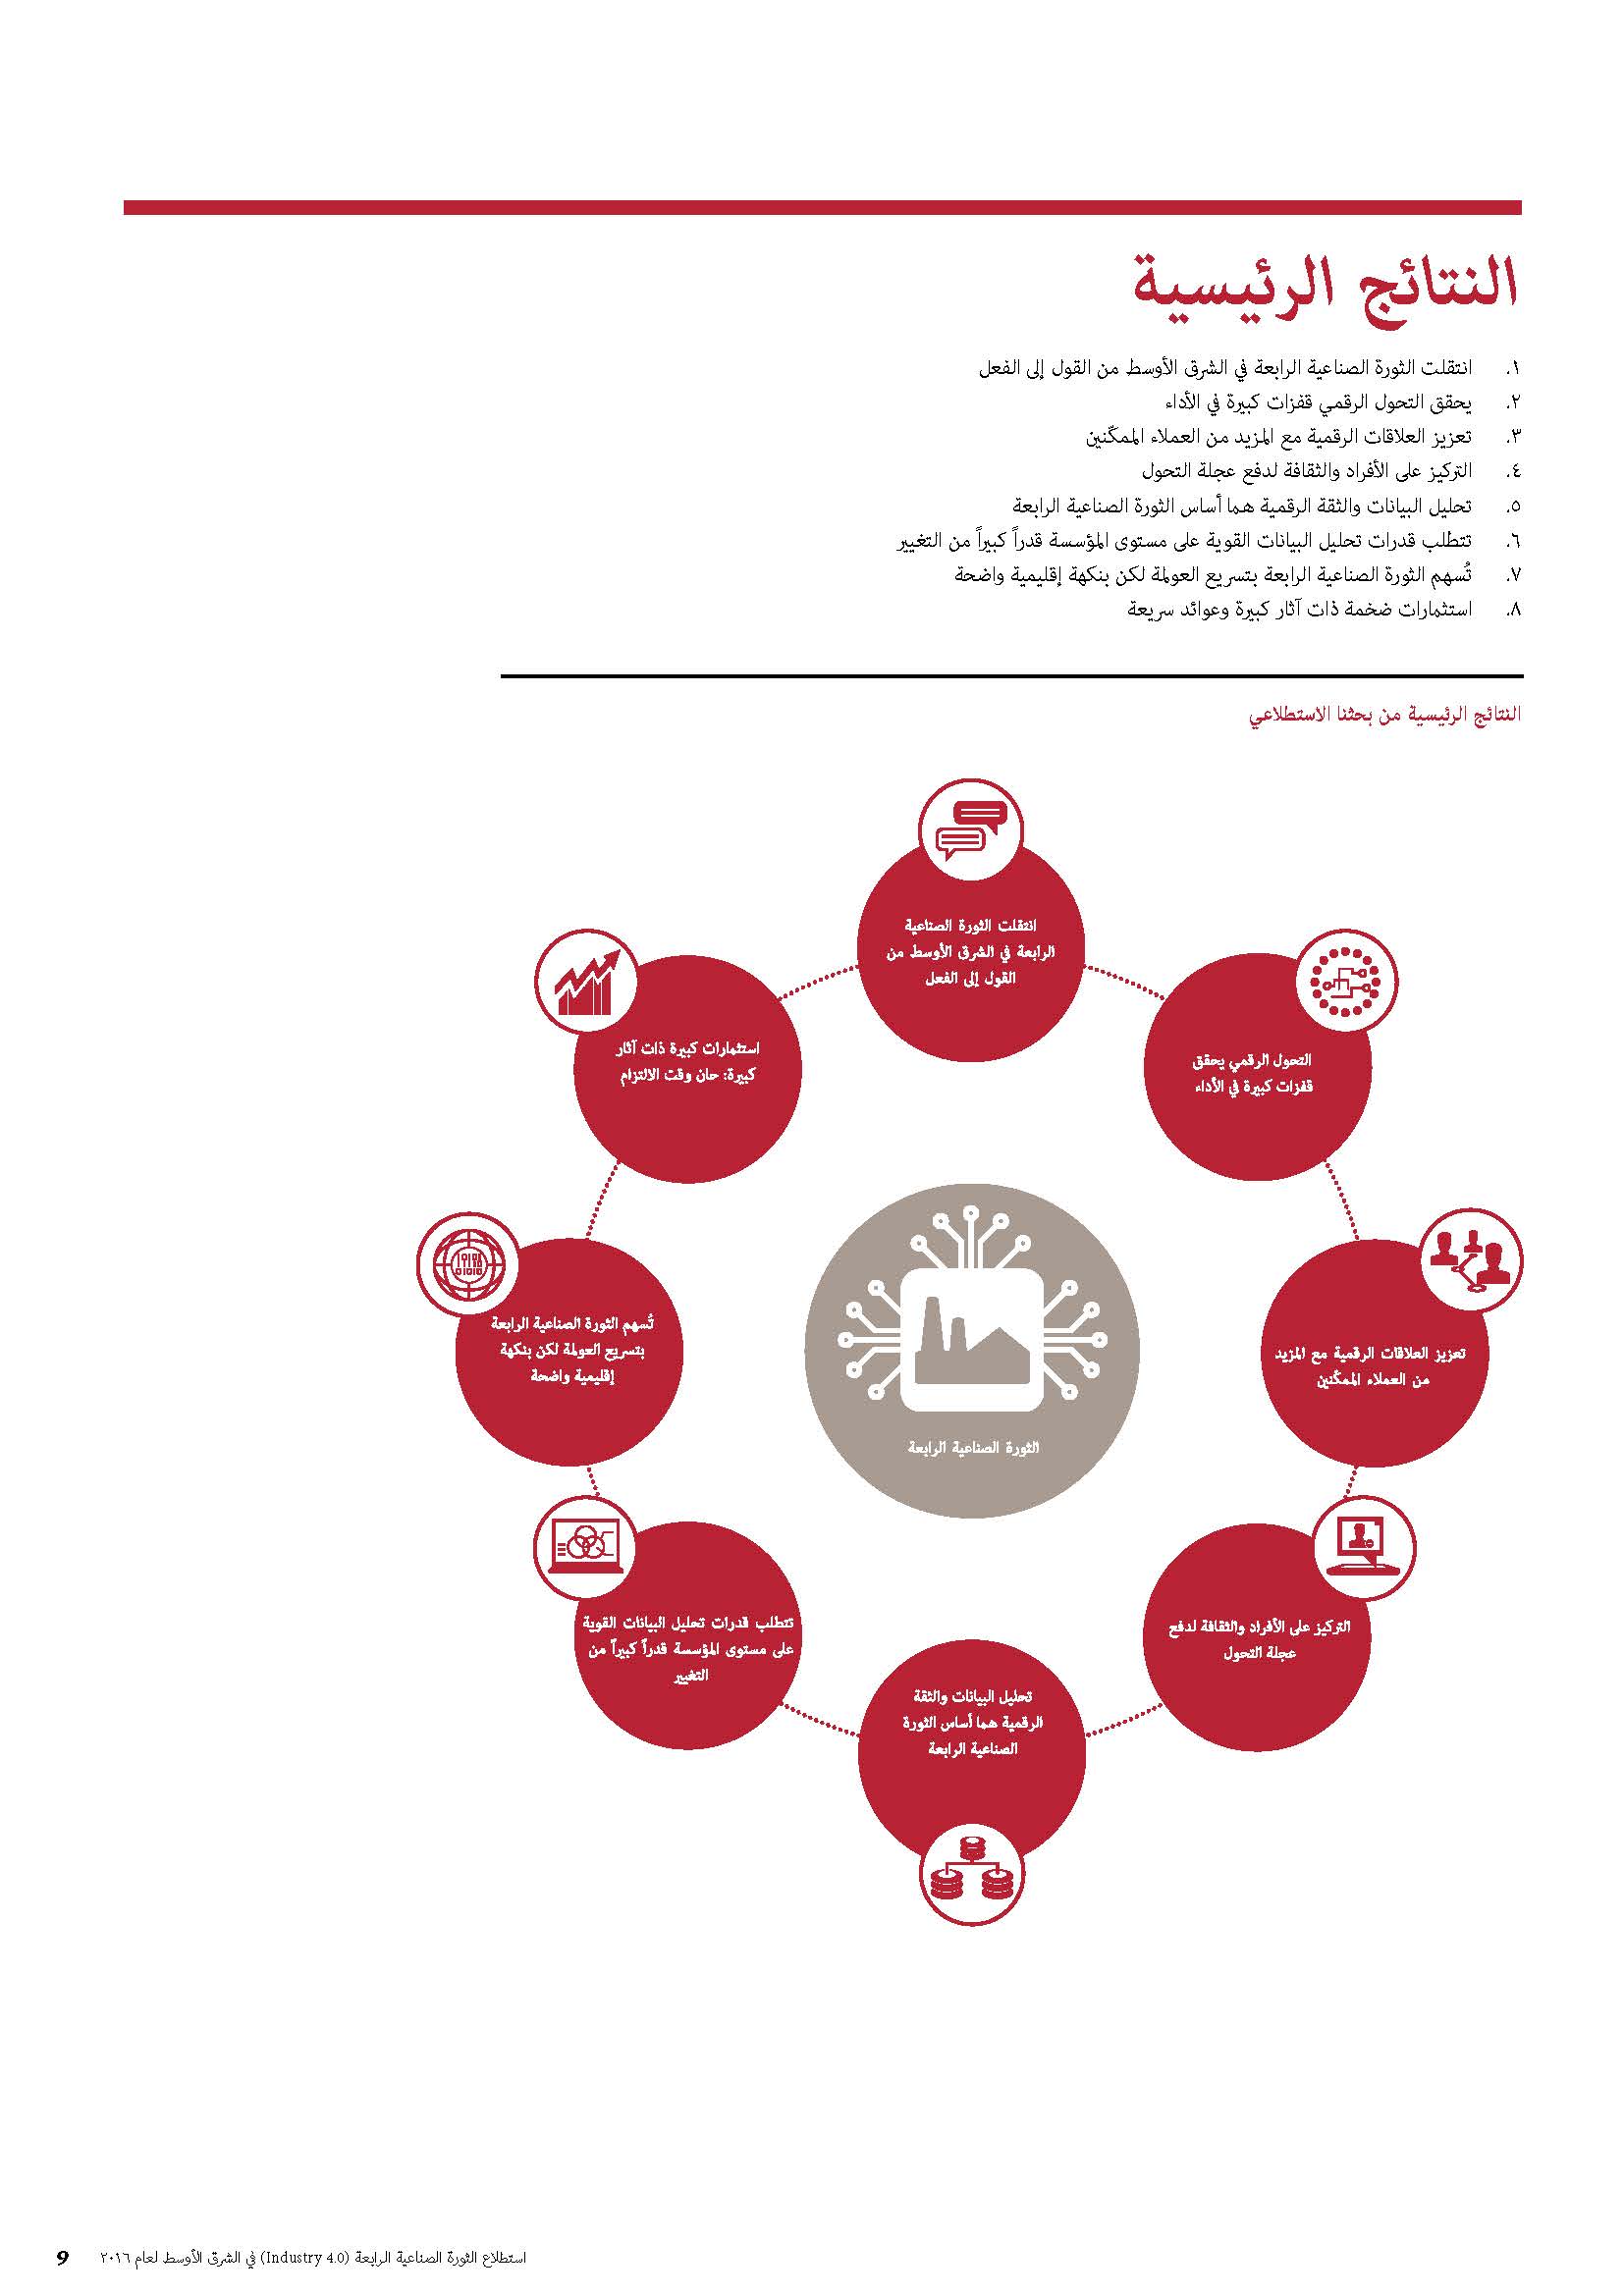 النتائج الرئيسية
١. انتقلت الثورة الصناعية الرابعة في الشرق الأوسط من القول إلى الفعل
٢. يحقق التحول الرقمي قفزات كبيرة في الأداء
٣. تعزيز العلاقات الرقمية مع المزيد من العملاء الممكّنين
٤. التركيز على الأفراد والثقافة لدفع عجلة التحول
٥. تحليل البيانات والثقة الرقمية هما أساس الثورة الصناعية الرابعة
٦. تتطلب قدرات تحليل البيانات القوية على مستوى المؤسسة قدراً كبيراً من التغيير
٧. تُسهم الثورة الصناعية الرابعة بتسريع العولمة لكن بنكهة إقليمية واضحة
٨. استثمارات ضخمة ذات آثار كبيرة وعوائد سريعة
النتائج الرئيسية من بحثنا الاستطلاعي
انتقلت الثورة الصناعية
الرابعة في الشرق الأوسط من
القول إلى الفعل
التحول الرقمي يحقق
قفزات كبيرة في الأداء
تعزيز العلاقات الرقمية مع المزيد
من العملاء الممكّنين
التركيز على الأفراد والثقافة لدفع
عجلة التحول
تحليل البيانات والثقة
الرقمية هما أساس الثورة
الصناعية الرابعة
تتطلب قدرات تحليل البيانات القوية
على مستوى المؤسسة قدراً كبيراً من
التغيير
تُسهم الثورة الصناعية الرابعة
بتسريع العولمة لكن بنكهة
إقليمية واضحة
استثمارات كبيرة ذات آثار
كبيرة: حان وقت الالتزام
الثورة الصناعية الرابعة
استطلاع الثورة الصناعية الرابعة (Industry 4.0) في الشرق الأوسط لعام ٢٠١٦ 9